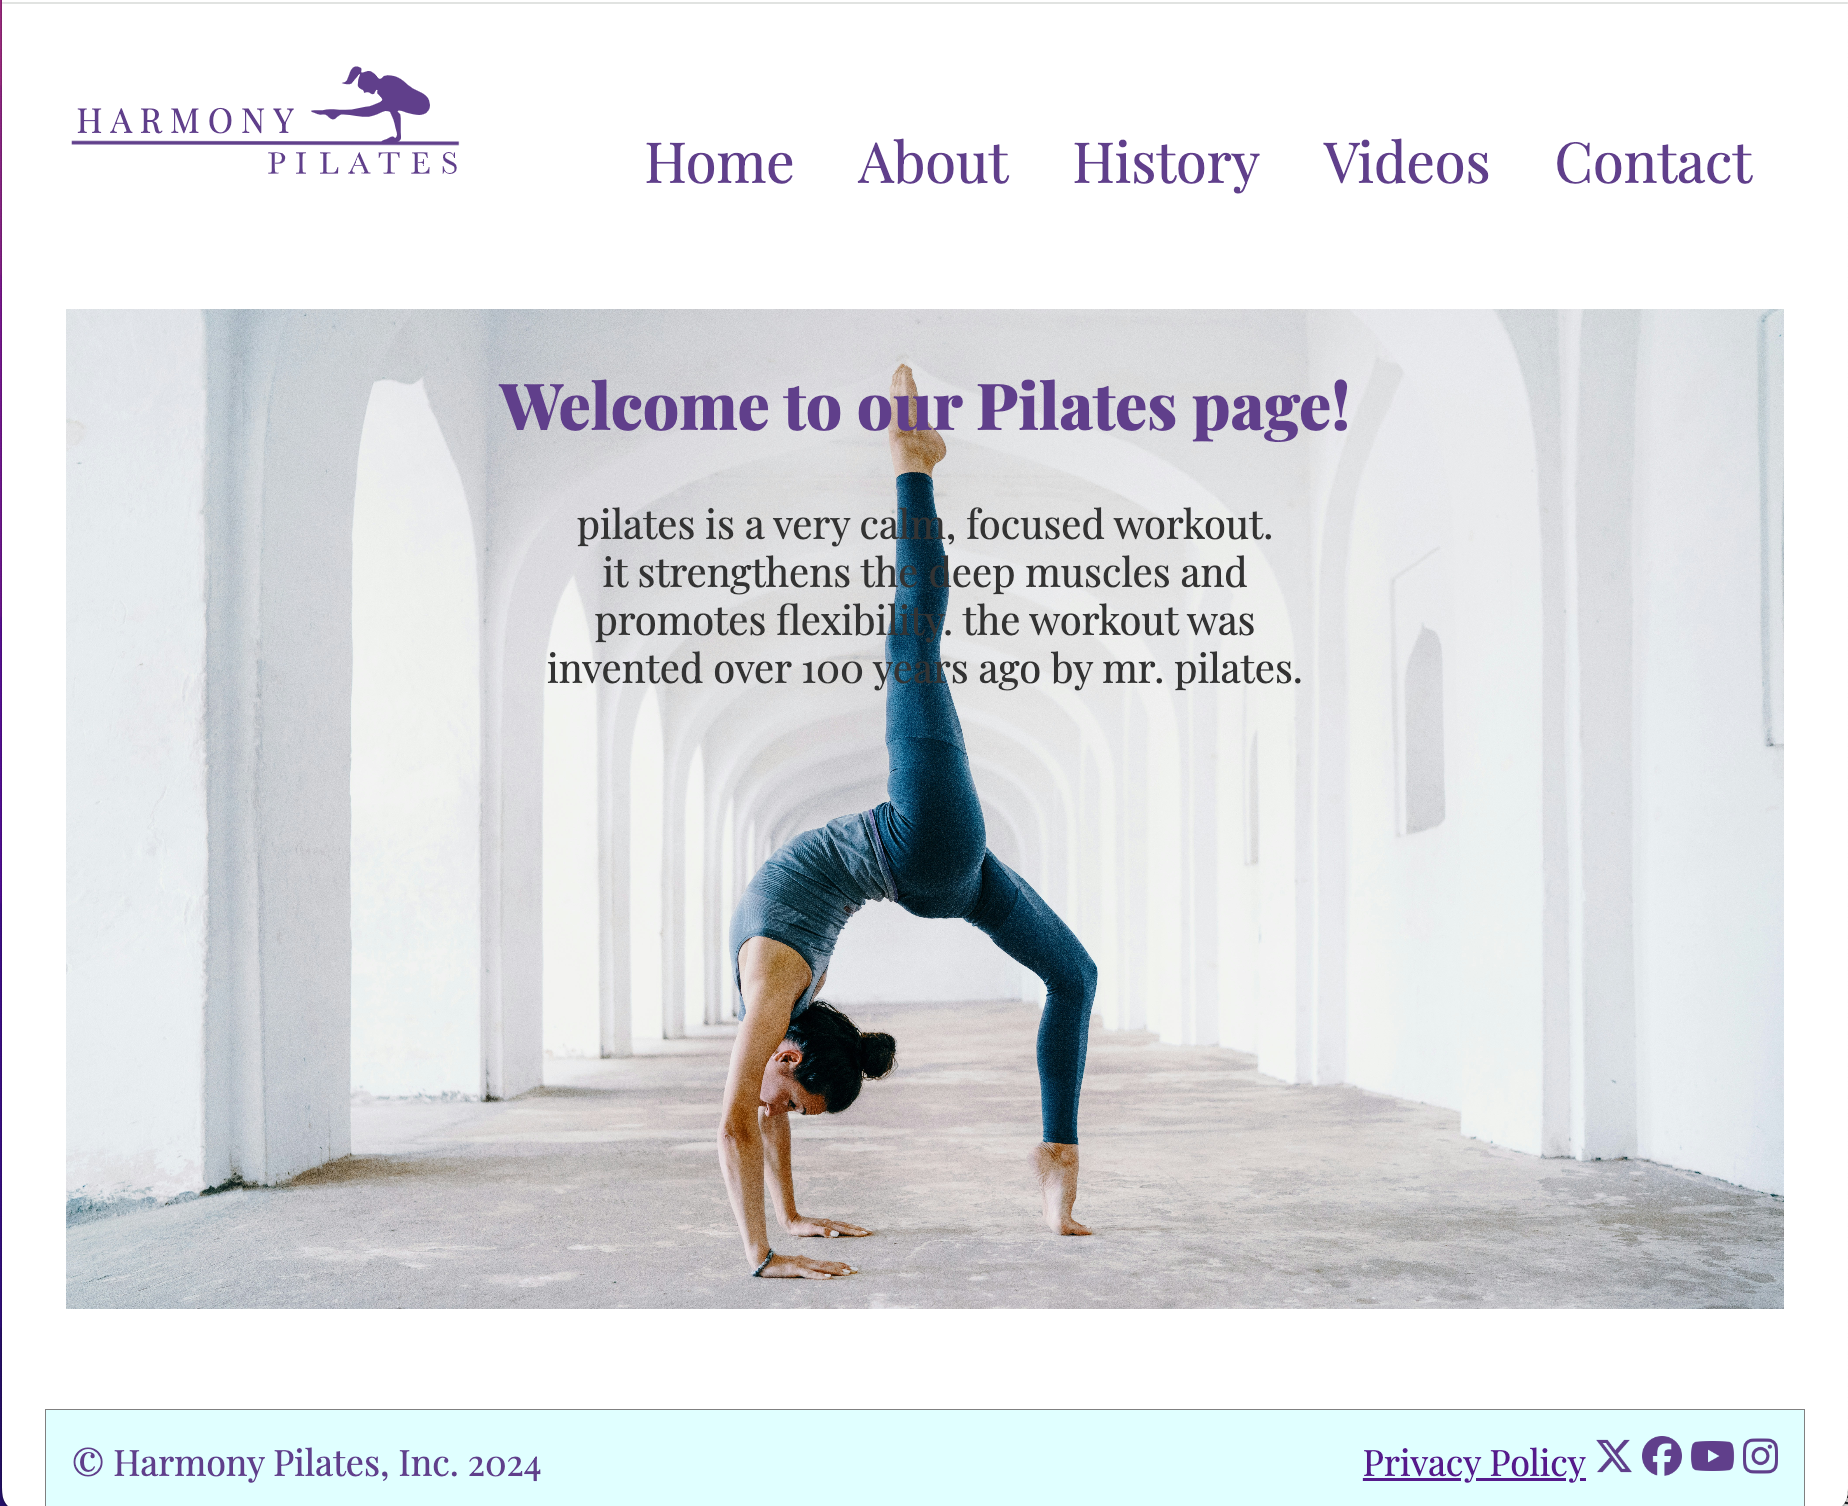 HARMONY
PILATES
Home About History Videos Contact
Welcome to our Pilates page!
pilates is a very calm, focused workout.
it strengthens the deep muscles and
promotes flexibility. the workout was
invented over 100 years ago by mr. pilates.
© Harmony Pilates, Inc. 2024
Privacy Policy